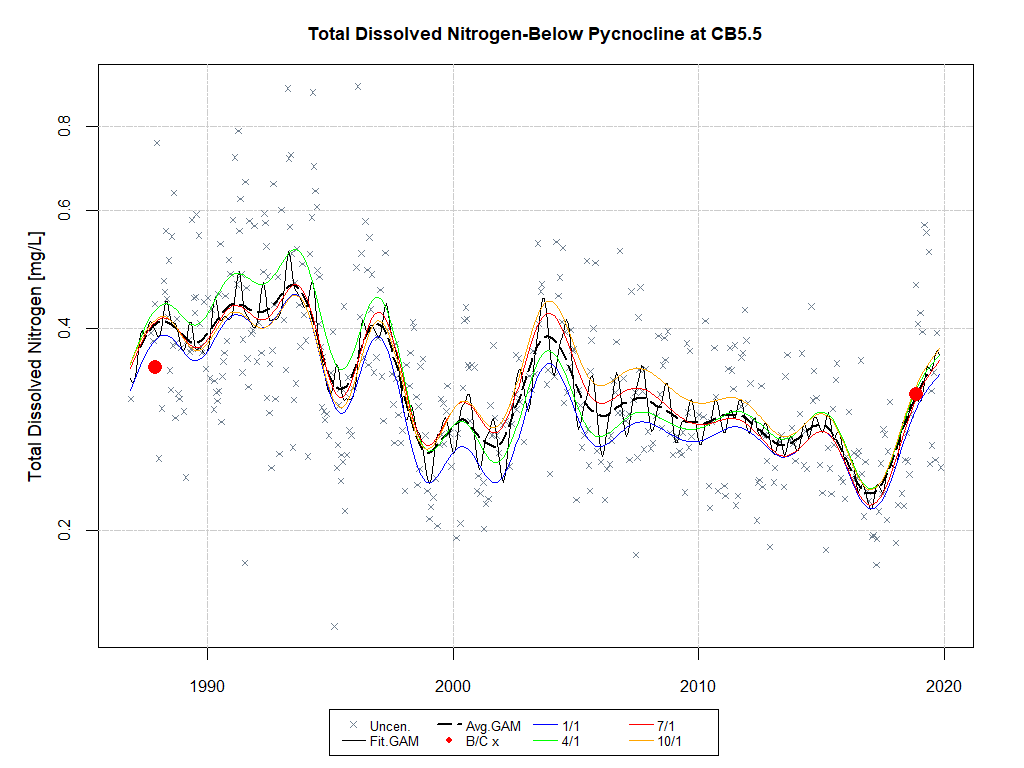 Total Dissolved Nitrogen-Below Pycnocline at CB5.5
Total Dissolved Nitrogen [mg/L]
0.8
0.6
0.4
0.2
1990 2000 2010 2020
Uncen. Avg.GAM 1/1 7/1
Fit.GAM B/C x 4/1 10/1